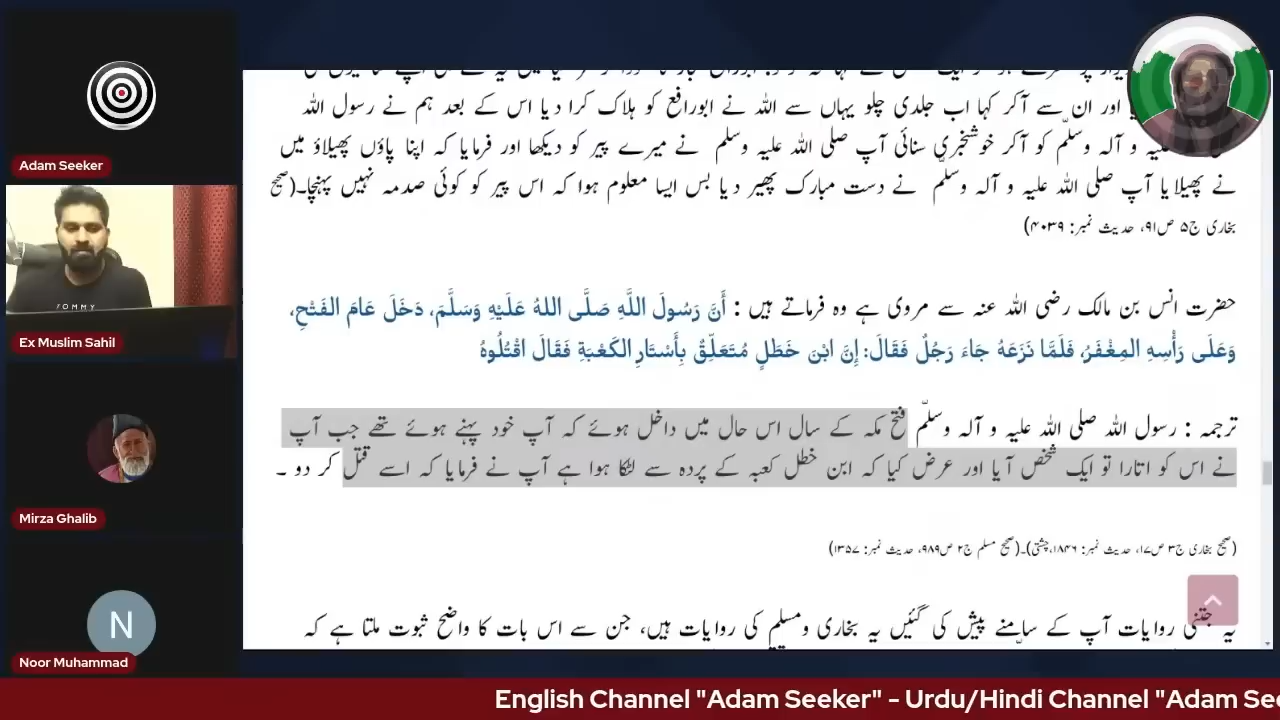 Adam Seeker
TOMMY
Ex Muslim Sahil
Mirza Ghalib
N
Noor Muhammad
اور ان سے آکر کہا اب جلدی چلو یہاں سے اللہ نے ابورافع کو ہلاک کرا دیا اس کے بعد ہم نے رسول اللہ
علیہ و آلہ وسلّم کو آکر خوشخبری سنائی آپ صلی اللہ علیہ وسلم نے میرے پیر کو دیکھا اور فرمایا کہ اپنا پاؤں پھیلاؤ میں
نے پھیلایا آپ صلی اللہ علیہ و آلہ وسلّم نے دست مبارک پھیر دیا بس ایسا معلوم ہوا کہ اس پیر کو کوئی صدمہ نہیں پہنچا۔(صحیح
بخاری ج۵ ص۹۱، حدیث نمبر: ۴۰۳۹)
حضرت انس بن مالک رضی اللہ عنہ سے مروی ہے وہ فرماتے ہیں : أَنَّ رَسُولَ اللَّهِ صَلَّى اللهُ عَلَيْهِ وَسَلَّمَ، دَخَلَ عَامَ الفَتْحِ،
وَعَلَى رَأْسِهِ المِغْفَرُ، فَلَمَّا نَزَعَهُ جَاءَ رَجُلٌ فَقَالَ: إِنَّ ابْنَ خَطَلٍ مُتَعَلِّقٌ بِأَسْتَارِ الكَعْبَةِ فَقَالَ اقْتُلُوهُ
ترجمہ : رسول اللہ صلی اللہ علیہ و آلہ وسلّم فتح مکہ کے سال اس حال میں داخل ہوئے کہ آپ خود پہنے ہوئے تھے جب آپ
نے اس کو اتارا تو ایک شخص آیا اور عرض کیا کہ ابن خطل کعبہ کے پردہ سے لٹکا ہوا ہے آپ نے فرمایا کہ اسے قتل کر دو ۔
(صحیح بخاری ج۳ ص۱۷، حدیث نمبر: ۱۸۴۶،چشتی)۔(صحیح مسلم ج۲ ص۹۸۹، حدیث نمبر: ۱۳۵۷)
یہ جتنی روایات آپ کے سامنے پیش کی گئیں یہ بخاری ومسلم کی روایات ہیں، جن سے اس بات کا واضح ثبوت ملتا ہے کہ
English Channel "Adam Seeker" - Urdu/Hindi Channel "Adam See